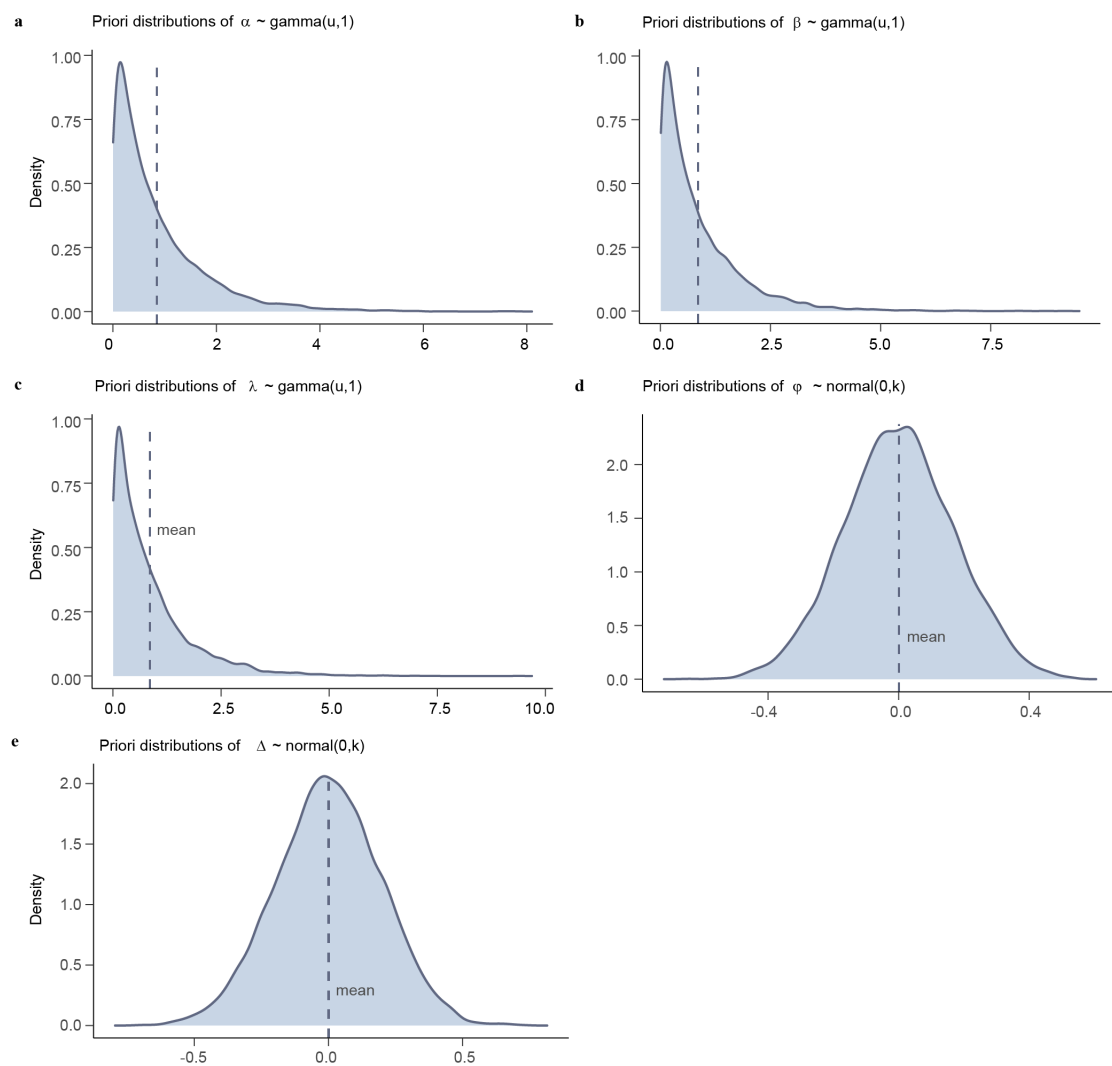 a Priori distributions of α ~ gamma(u,1)
Density
1.00
0.75
0.50
0.25
0.00
0 2 4 6 8
b Priori distributions of β ~ gamma(u,1)
1.00
0.75
0.50
0.25
0.00
0.0 2.5 5.0 7.5
c Priori distributions of λ ~ gamma(u,1)
Density
1.00
0.75
0.50
0.25
0.00
mean
0.0 2.5 5.0 7.5 10.0
d Priori distributions of φ ~ normal(0,k)
2.0
1.5
1.0
0.5
0.0
mean
-0.4 0.0 0.4
e Priori distributions of Δ ~ normal(0,k)
Density
2.0
1.5
1.0
0.5
0.0
mean
-0.5 0.0 0.5